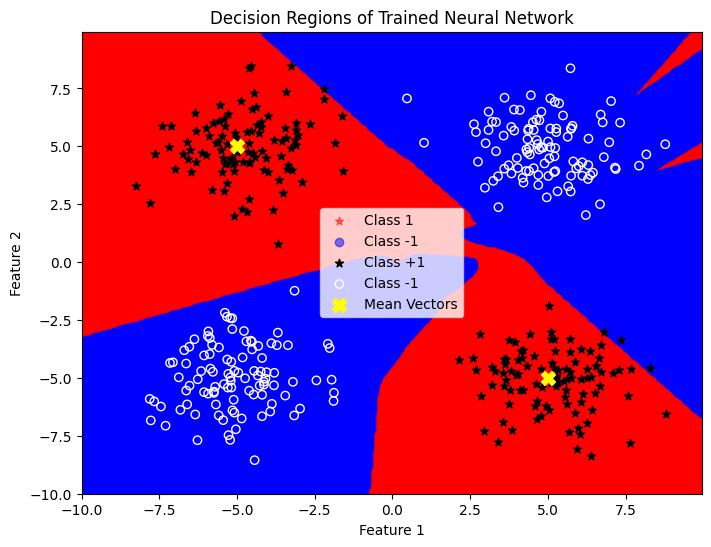 Decision Regions of Trained Neural Network
7.5
5.0
2.5
0.0
−2.5
−5.0
−7.5
−10.0
Feature 2
Class 1
Class -1
Class +1
Class -1
Mean Vectors
−10.0 −7.5 −5.0 −2.5 0.0 2.5 5.0 7.5
Feature 1